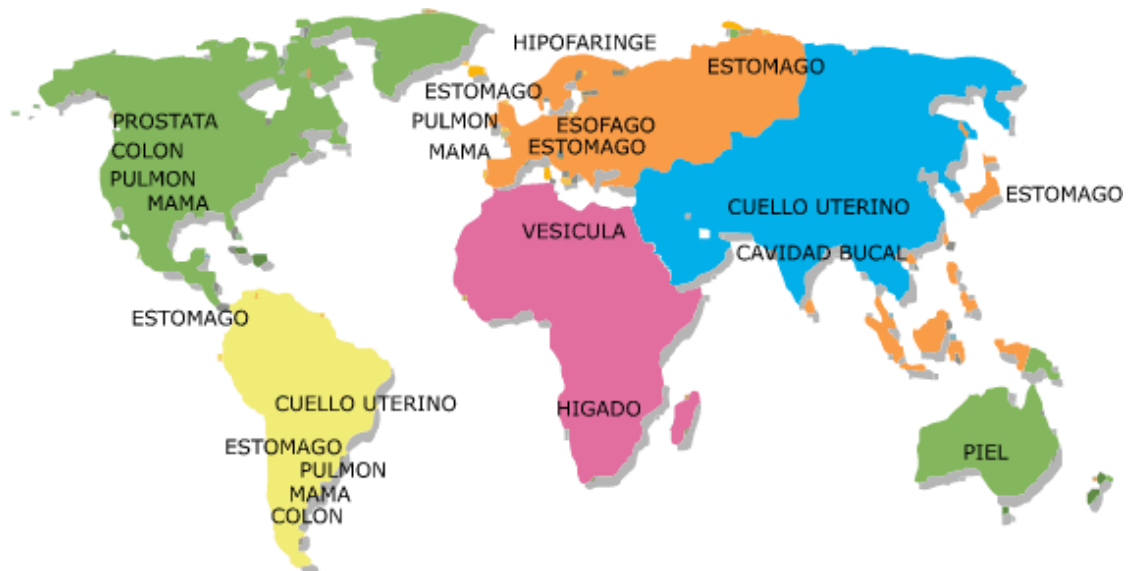 HIPOFARINGE
ESTOMAGO
ESTOMAGO
PROSTATA
PULMON
ESOFAGO
COLON
MAMA
ESTOMAGO
PULMON
MAMA
ESTOMAGO
CUELLO UTERINO
VESICULA
CAVIDAD BUCAL
ESTOMAGO
CUELLO UTERINO
HIGADO
ESTOMAGO
PIEL
PULMON
MAMA
COLON